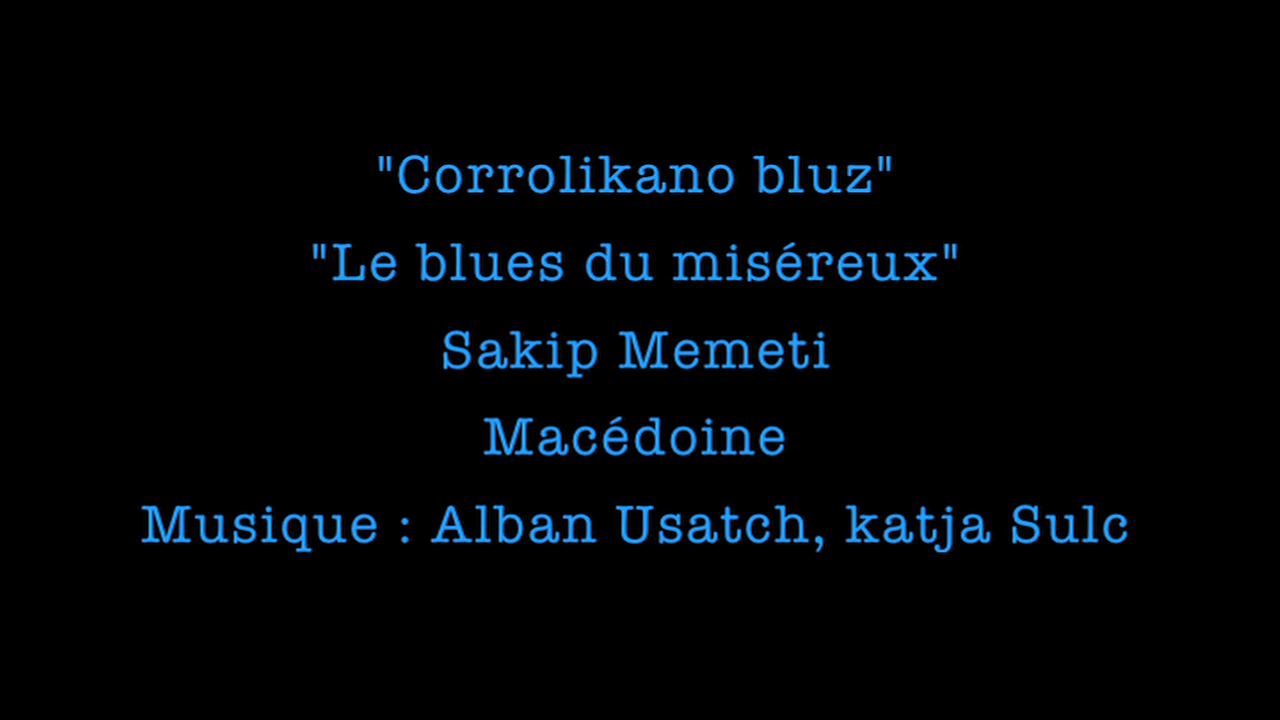 "Corrolikano bluz"
"Le blues du miséreux"
Sakip Memeti
Macédoine
Musique : Alban Usatch, katja Sulc